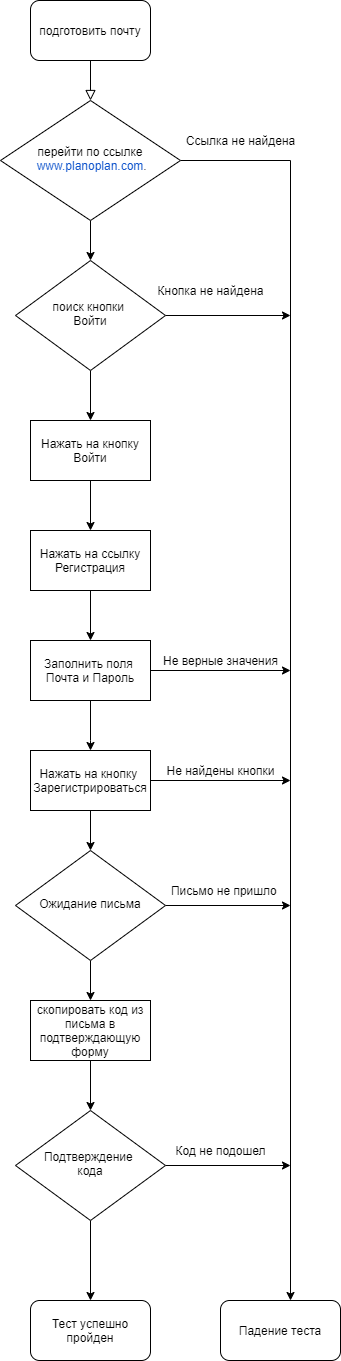 подготовить почту
Ссылка не найдена
перейти по ссылке
www.planoplan.com.
Кнопка не найдена
поиск кнопки
Войти
Нажать на кнопку
Войти
Нажать на ссылку
Регистрация
Не верные значения
Заполнить поля
Почта и Пароль
Не найдены кнопки
Нажать на кнопку
Зарегистрироваться
Письмо не пришло
Ожидание письма
скопировать код из
письма в
подтверждающую
форму
Код не подошел
Подтверждение
кода
Тест успешно
пройден
Падение теста